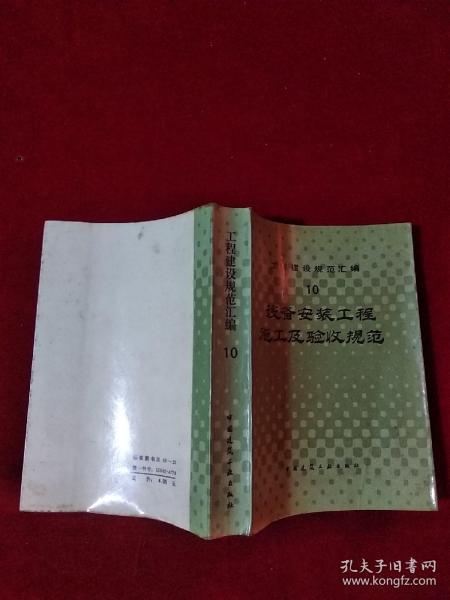 工程建设规范汇编
10
设备安装工程
施工及验收规范
中国建筑工业出版社
工程建设规范汇编
10
中国建筑工业出版社
孔夫子旧书网
www.kongfz.com